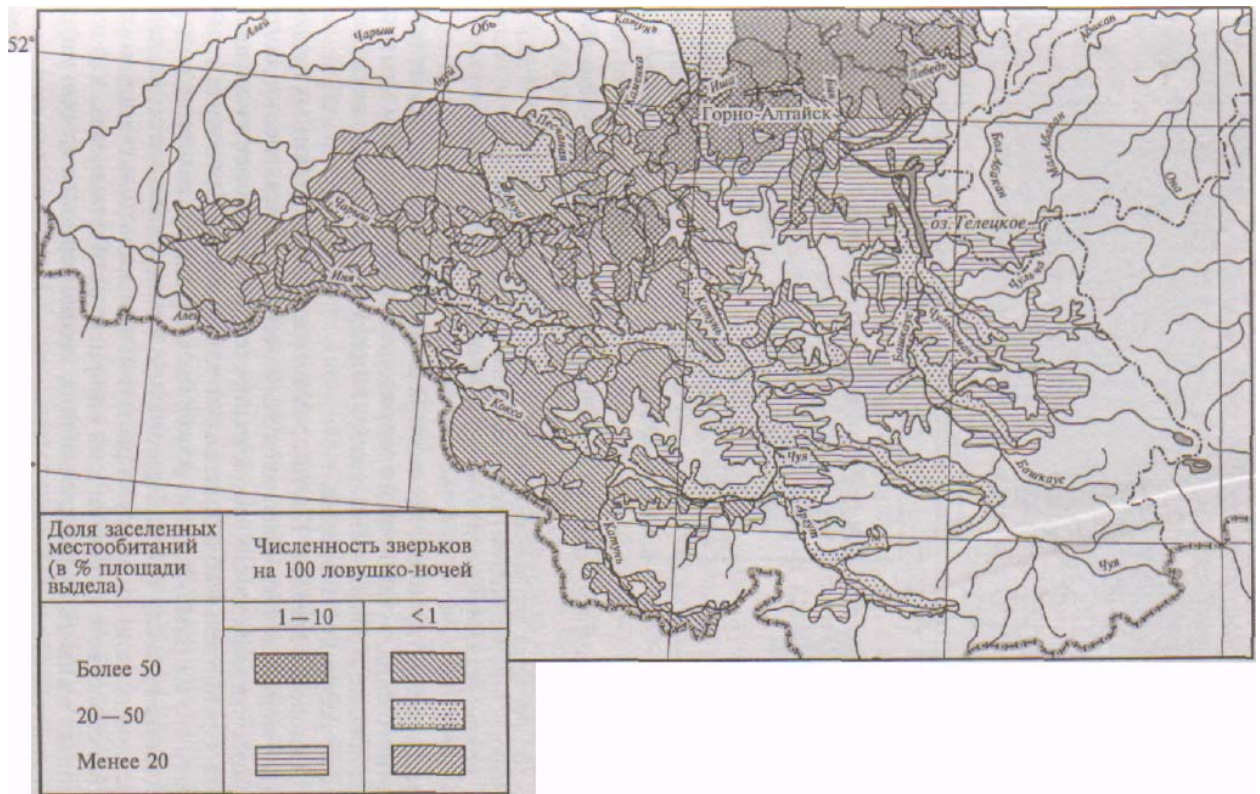 52°
Алей
Чарыш
Обь
Катунь
Ануй
Каменка
Песчаная
Иша
Бия
Лебедь
Абакан
Горно-Алтайск
Бол. Абакан
Мал. Абакан
Она
оз. Телецкое
Чарыш
Иня
Алей
Катунь
Башкаус
Чулышман
Кокса
Чуя
Башкаус
Аргут
Катунь
Чуя
Доля заселенных
местообитаний
(в % площади
выдела)
Численность зверьков
на 100 ловушко-ночей
1—10
<1
Более 50
20—50
Менее 20